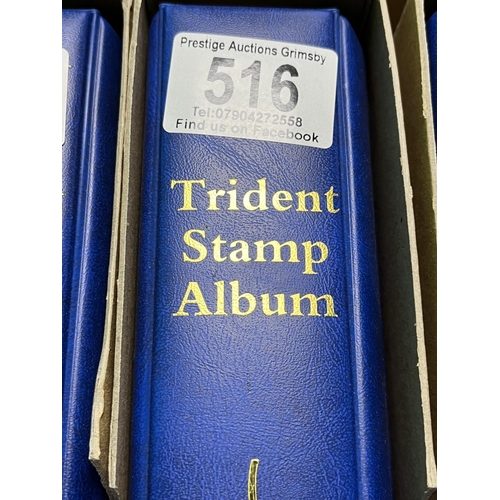 Prestige Auctions Grimsby
516
Tel:07904272558
Find us on Facebook
Trident
Stamp
Album